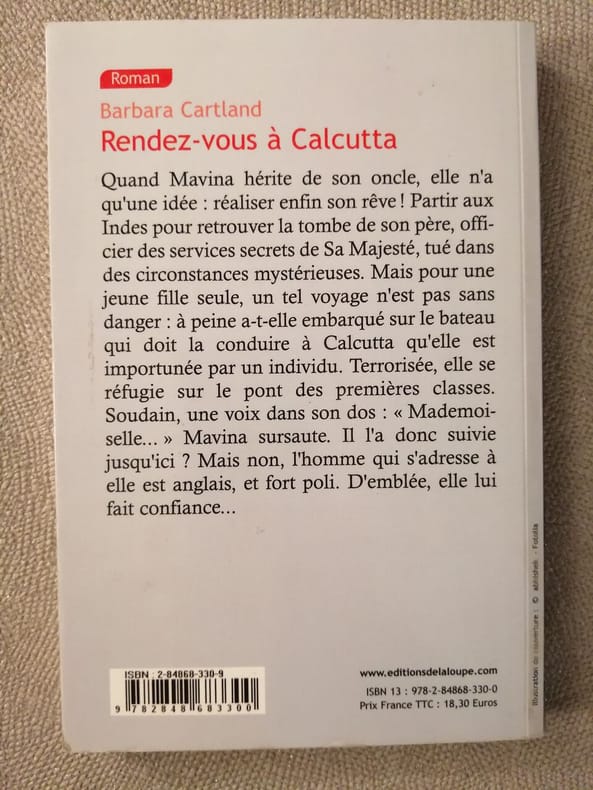 Roman
Barbara Cartland
Rendez-vous à Calcutta
Quand Mavina hérite de son oncle, elle n'a
qu'une idée : réaliser enfin son rêve ! Partir aux
Indes pour retrouver la tombe de son père, offi-
cier des services secrets de Sa Majesté, tué dans
des circonstances mystérieuses. Mais pour une
jeune fille seule, un tel voyage n'est pas sans
danger : à peine a-t-elle embarqué sur le bateau
qui doit la conduire à Calcutta qu'elle est
importunée par un individu. Terrorisée, elle se
réfugie sur le pont des premières classes.
Soudain, une voix dans son dos : « Mademoi-
selle... » Mavina sursaute. Il l'a donc suivie
jusqu'ici ? Mais non, l'homme qui s'adresse à
elle est anglais, et fort poli. D'emblée, elle lui
fait confiance...
ISBN : 2-84868-330-9
9 782848 683300
www.editionsdelaloupe.com
ISBN 13 : 978-2-84868-330-0
Prix France TTC : 18,30 Euros
Illustration de couverture : © abhishek - Fotolia